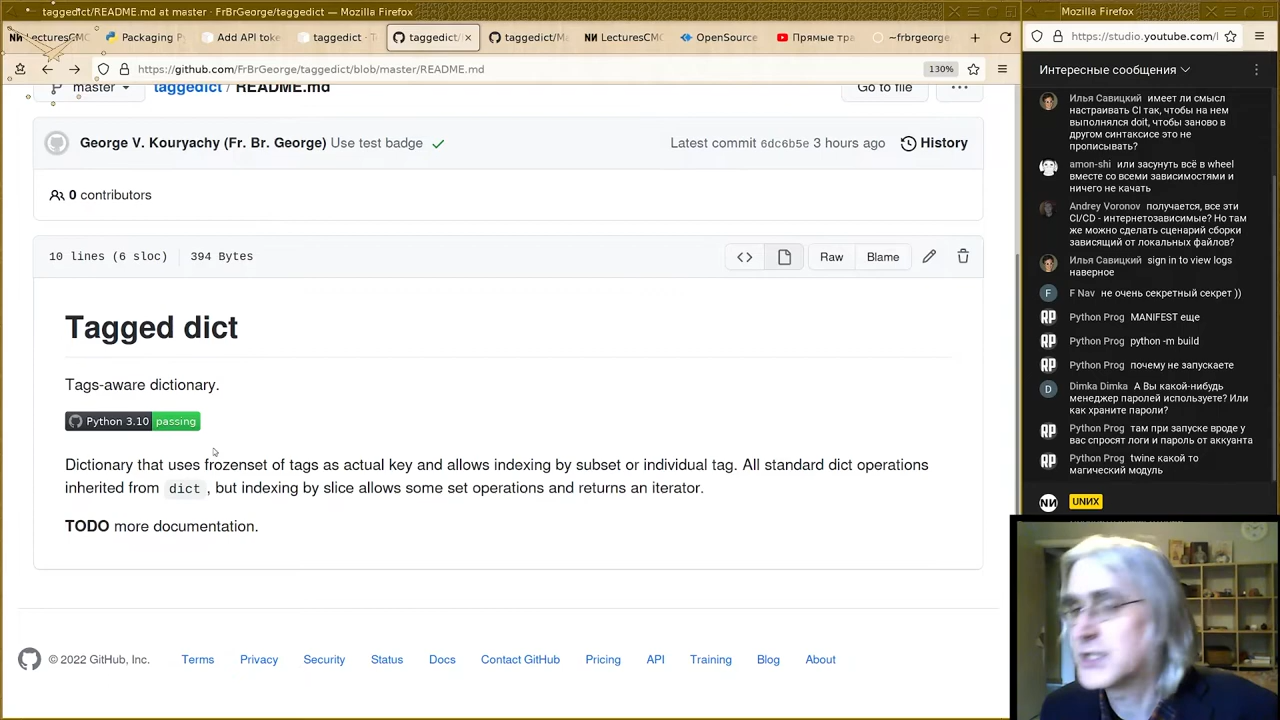 taggedict/README.md at master · FrBrGeorge/taggedict — Mozilla Firefox
Mozilla Firefox
LecturesCMC
Packaging P
Add API toke
taggedict · T
taggedict/
taggedict/Ma
LecturesCM
OpenSource
Прямые тра
~frbrgeorge
https://github.com/FrBrGeorge/taggedict/blob/master/README.md
130%
https://studio.youtube.com/l
master
taggedict / README.md
Go to file
George V. Kouryachy (Fr. Br. George) Use test badge
Latest commit 6dc6b5e 3 hours ago
History
0 contributors
10 lines (6 sloc)
394 Bytes
Raw
Blame
Tagged dict
Tags-aware dictionary.
Python 3.10 passing
Dictionary that uses frozenset of tags as actual key and allows indexing by subset or individual tag. All standard dict operations
inherited from dict , but indexing by slice allows some set operations and returns an iterator.
TODO more documentation.
© 2022 GitHub, Inc.
Terms
Privacy
Security
Status
Docs
Contact GitHub
Pricing
API
Training
Blog
About
Интересные сообщения
Илья Савицкий имеет ли смысл
настраивать CI так, чтобы на нем
выполнялся doit, чтобы заново в
другом синтаксисе это не
прописывать?
amon-shi или засунуть всё в wheel
вместе со всеми зависимостями и
ничего не качать
Andrey Voronov получается, все эти
CI/CD - интернетозависимые? Но там
же можно сделать сценарий сборки
зависящий от локальных файлов?
Илья Савицкий sign in to view logs
наверное
F
F Nav не очень секретный секрет ))
Python Prog MANIFEST еще
Python Prog python -m build
Python Prog почему не запускаете
D
Dimka Dimka А Вы какой-нибудь
менеджер паролей используете? Или
как храните пароли?
Python Prog там при запуске вроде у
вас спросят логи и пароль от аккуанта
Python Prog twine какой то
магический модуль
UNИX